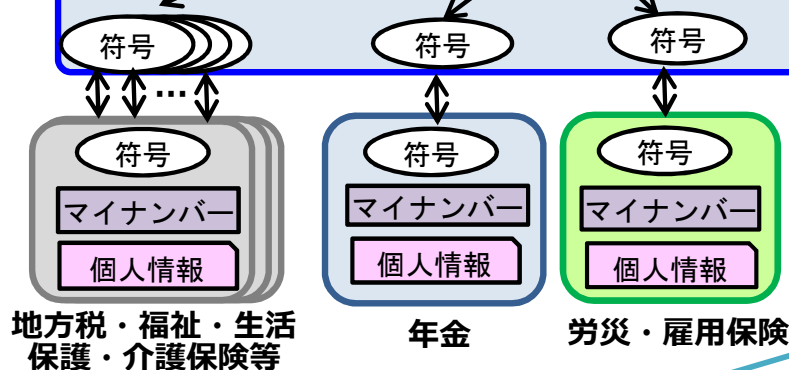 符号
符号
符号
…
符号
マイナンバー
個人情報
符号
マイナンバー
個人情報
符号
マイナンバー
個人情報
地方税・福祉・生活
保護・介護保険等
年金
労災・雇用保険